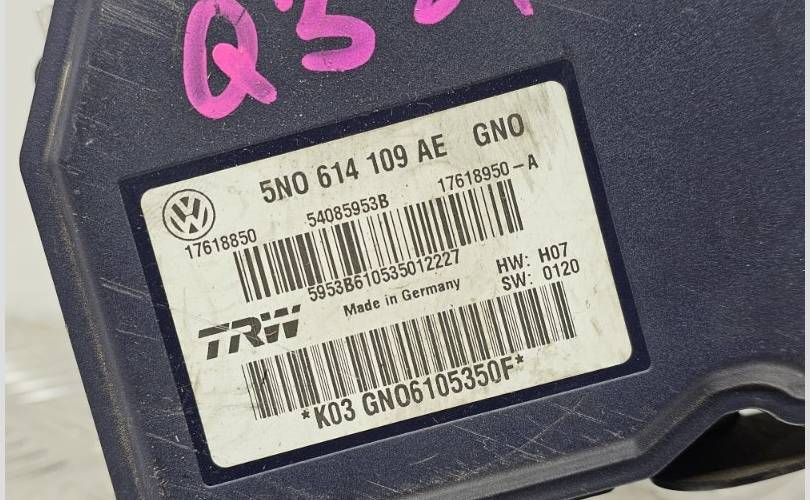 Q3
5N0 614 109 AE GNO
17618850 54085953B 17618950-A
5953B610535012227
Made in Germany
HW: H07
SW: 0120
TRW
*K03 GNO6105350F*